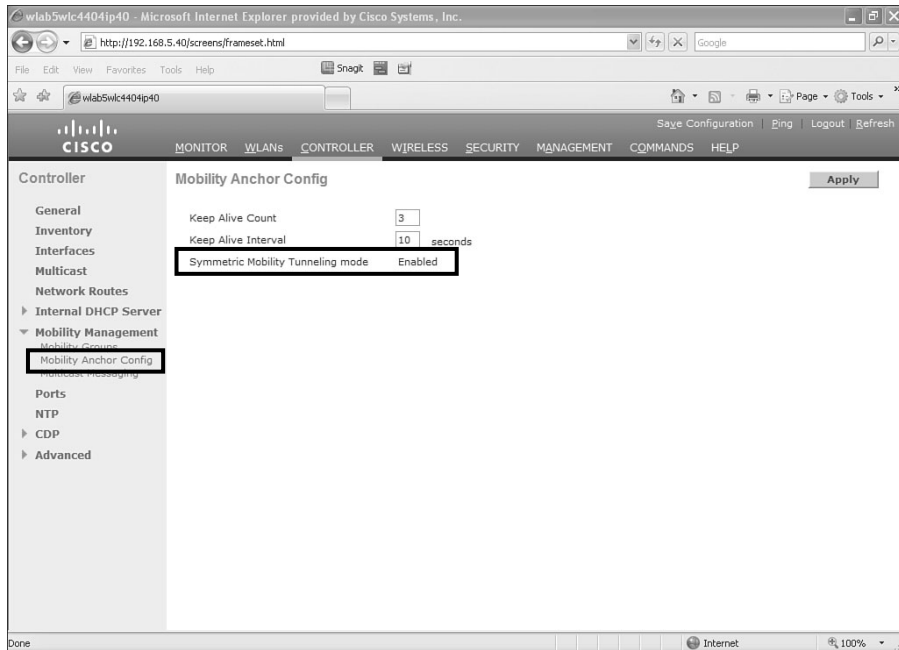 wlab5wlc4404ip40 - Microsoft Internet Explorer provided by Cisco Systems, Inc.
http://192.168.5.40/screens/frameset.html
Google
File Edit View Favorites Tools Help
SnagIt
wlab5wlc4404ip40
Page Tools
Save Configuration | Ping | Logout | Refresh
CISCO
MONITOR WLANs CONTROLLER WIRELESS SECURITY MANAGEMENT COMMANDS HELP
Controller
Mobility Anchor Config
Apply
General
Inventory
Interfaces
Multicast
Network Routes
Internal DHCP Server
Mobility Management
Mobility Groups
Mobility Anchor Config
Multicast Messaging
Ports
NTP
CDP
Advanced
Keep Alive Count 3
Keep Alive Interval 10 seconds
Symmetric Mobility Tunneling mode Enabled
Done
Internet
100%